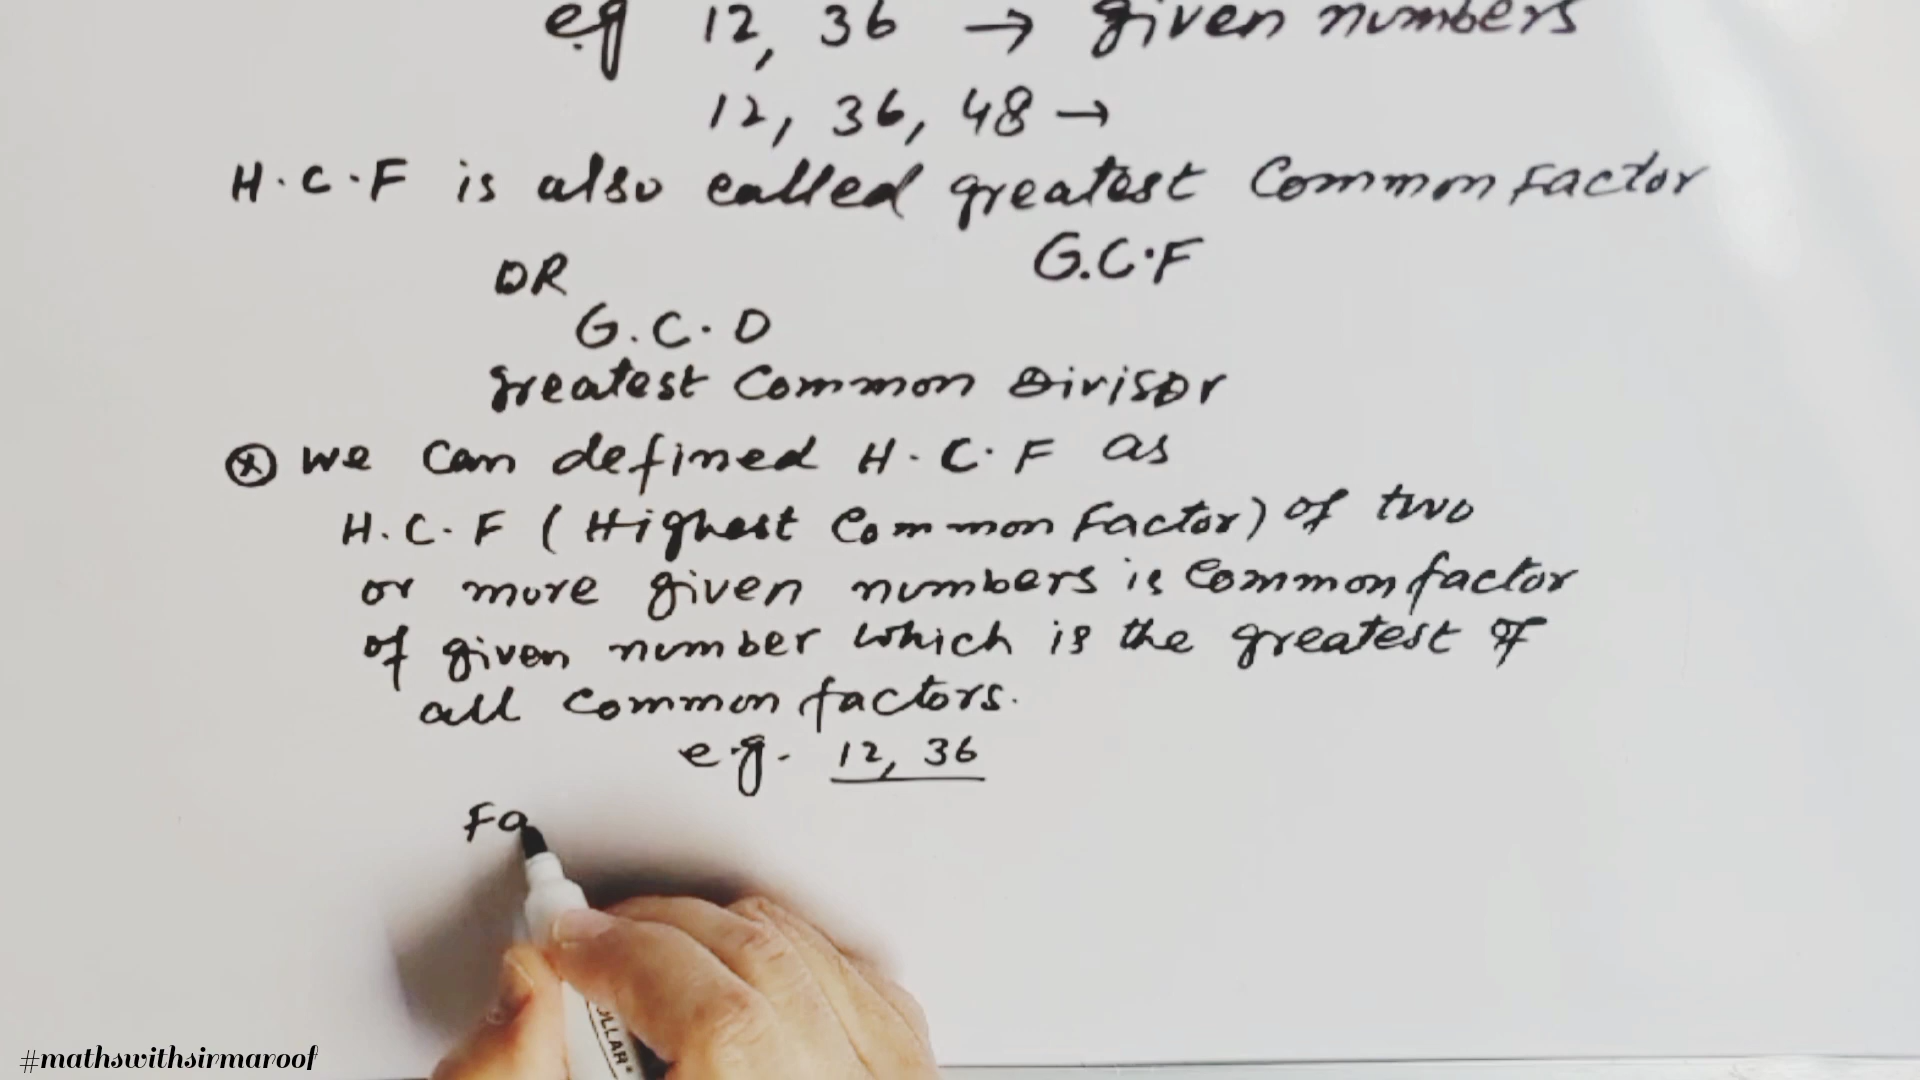 eg 12, 36 → given numbers
12, 36, 48 →
H.C.F is also called greatest Common Factor
OR G.C.F
G.C.D
greatest Common Divisor
⊛ we can defined H.C.F as
H.C.F (Highest Common Factor) of two
or more given numbers is Common factor
of given number which is the greatest of
all Common factors.
e.g. 12, 36
Fa
LLAR
#mathswithsirmaroof